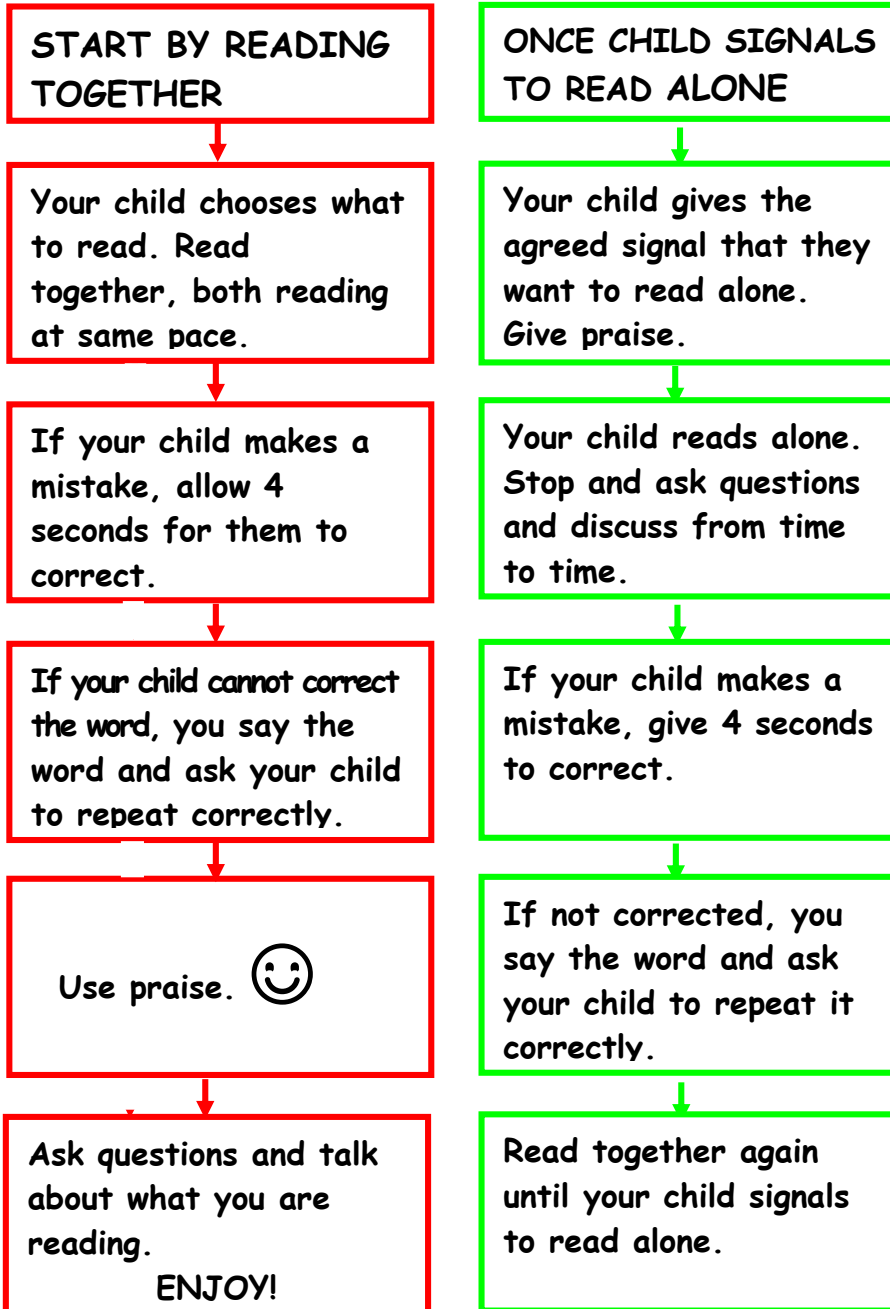 START BY READING
TOGETHER
Your child chooses what
to read. Read
together, both reading
at same pace.
If your child makes a
mistake, allow 4
seconds for them to
correct.
If your child cannot correct
the word, you say the
word and ask your child
to repeat correctly.
Use praise.
Ask questions and talk
about what you are
reading.
ENJOY!
ONCE CHILD SIGNALS
TO READ ALONE
Your child gives the
agreed signal that they
want to read alone.
Give praise.
Your child reads alone.
Stop and ask questions
and discuss from time
to time.
If your child makes a
mistake, give 4 seconds
to correct.
If not corrected, you
say the word and ask
your child to repeat it
correctly.
Read together again
until your child signals
to read alone.